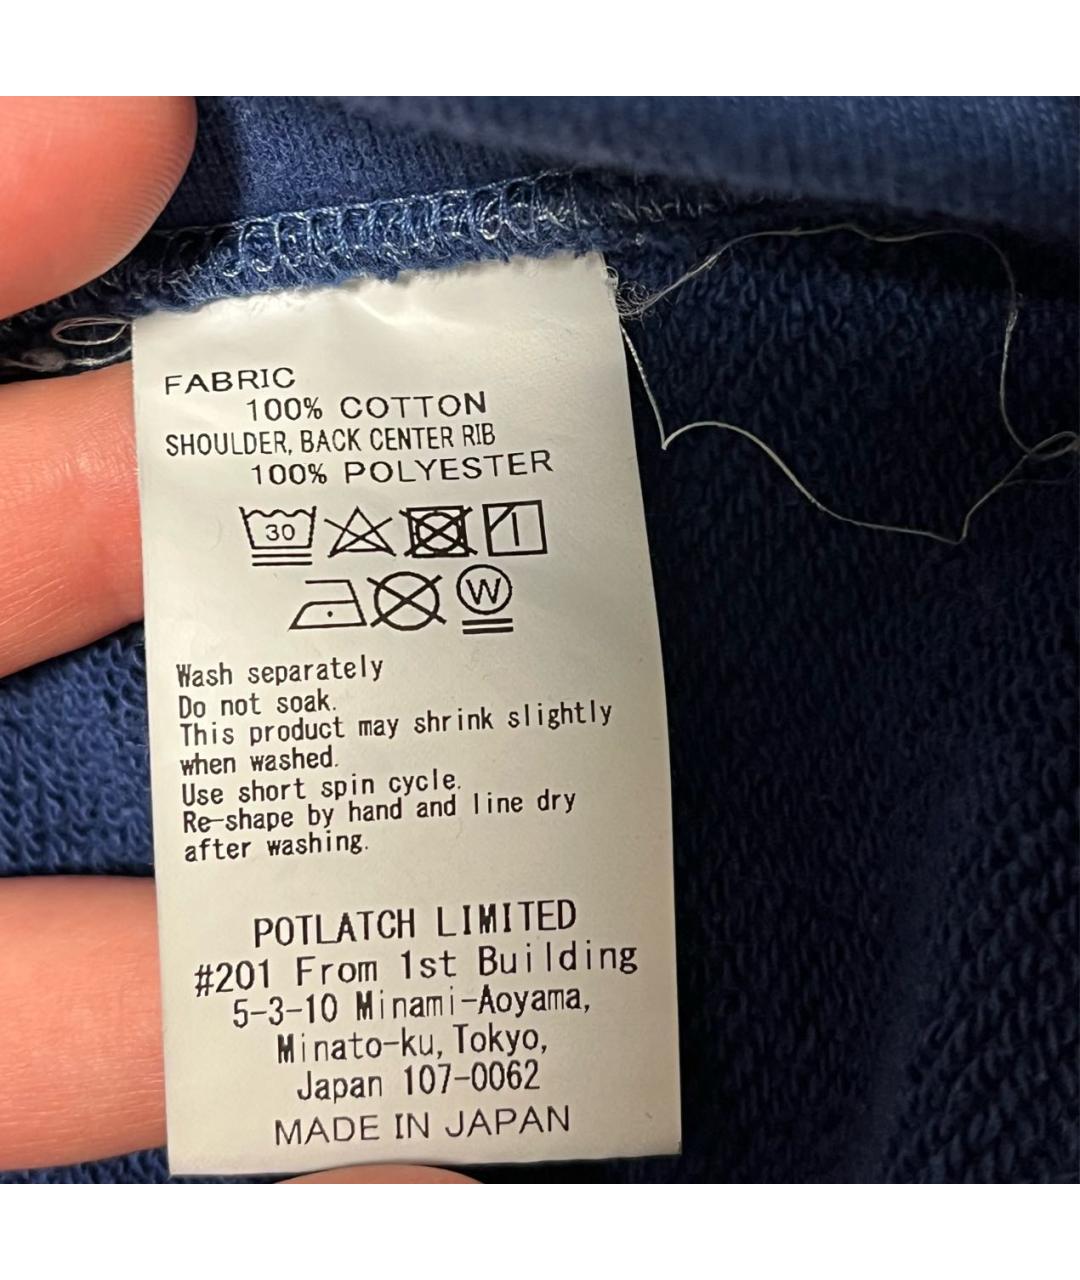 FABRIC
100% COTTON
SHOULDER, BACK CENTER RIB
100% POLYESTER
30
W
Wash separately
Do not soak.
This product may shrink slightly
when washed.
Use short spin cycle.
Re-shape by hand and line dry
after washing.
POTLATCH LIMITED
#201 From 1st Building
5-3-10 Minami-Aoyama,
Minato-ku, Tokyo,
Japan 107-0062
MADE IN JAPAN